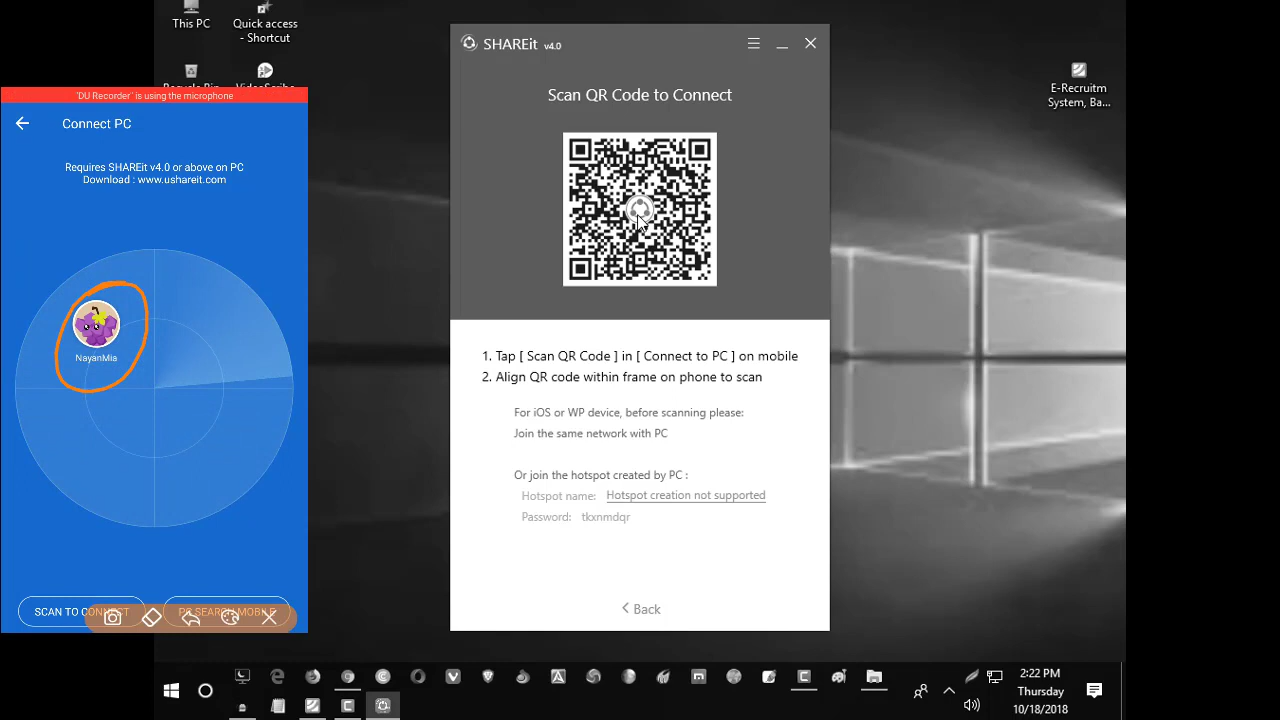 This PC
Quick access
- Shortcut
E-Recruitm
System, Ba...
'DU Recorder' is using the microphone
Connect PC
Requires SHAREit v4.0 or above on PC
Download : www.ushareit.com
NayanMia
SCAN TO CONNECT
PC SEARCH MOBILE
SHAREit v4.0
Scan QR Code to Connect
1. Tap [ Scan QR Code ] in [ Connect to PC ] on mobile
2. Align QR code within frame on phone to scan
For iOS or WP device, before scanning please:
Join the same network with PC
Or join the hotspot created by PC :
Hotspot name: Hotspot creation not supported
Password: tkxnmdqr
Back
2:22 PM
Thursday
10/18/2018